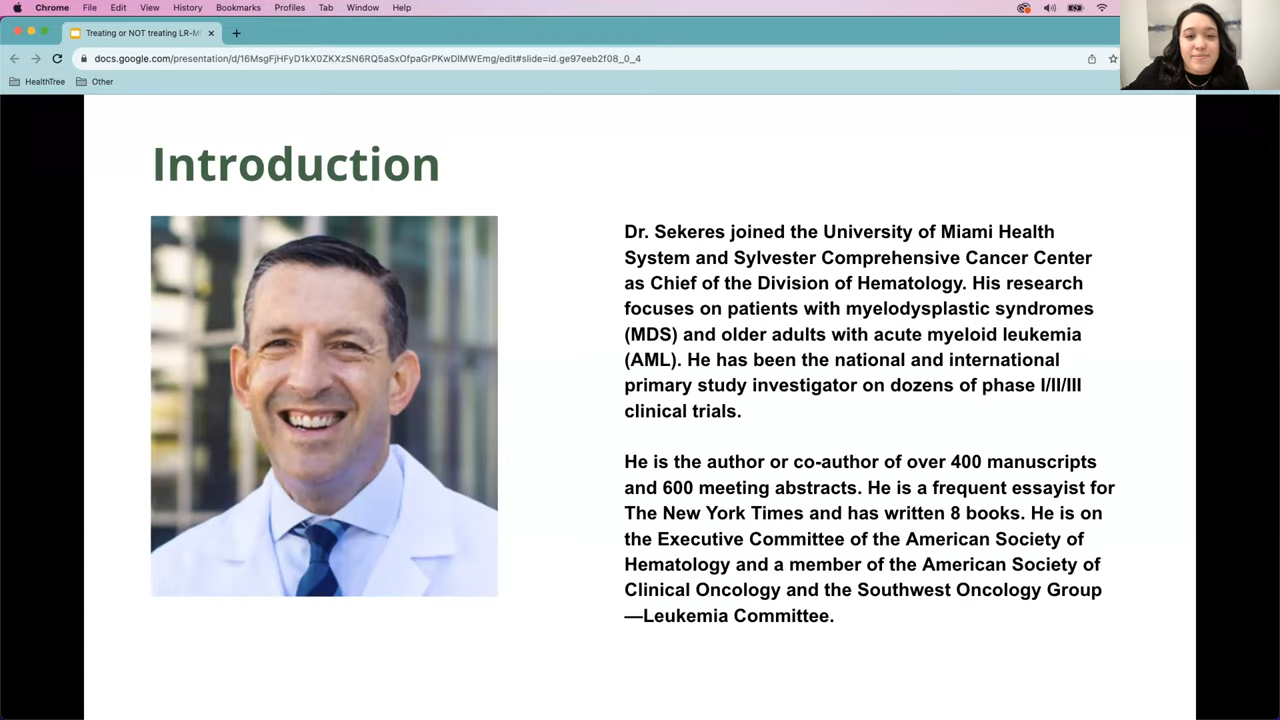 Chrome File Edit View History Bookmarks Profiles Tab Window Help
Treating or NOT treating LR-M
docs.google.com/presentation/d/16MsgFjHFyD1kX0ZKXzSN6RQ5aSxOfpaGrPKwDlMWEmg/edit#slide=id.ge97eeb2f08_0_4
HealthTree Other
Introduction
Dr. Sekeres joined the University of Miami Health
System and Sylvester Comprehensive Cancer Center
as Chief of the Division of Hematology. His research
focuses on patients with myelodysplastic syndromes
(MDS) and older adults with acute myeloid leukemia
(AML). He has been the national and international
primary study investigator on dozens of phase I/II/III
clinical trials.
He is the author or co-author of over 400 manuscripts
and 600 meeting abstracts. He is a frequent essayist for
The New York Times and has written 8 books. He is on
the Executive Committee of the American Society of
Hematology and a member of the American Society of
Clinical Oncology and the Southwest Oncology Group
—Leukemia Committee.